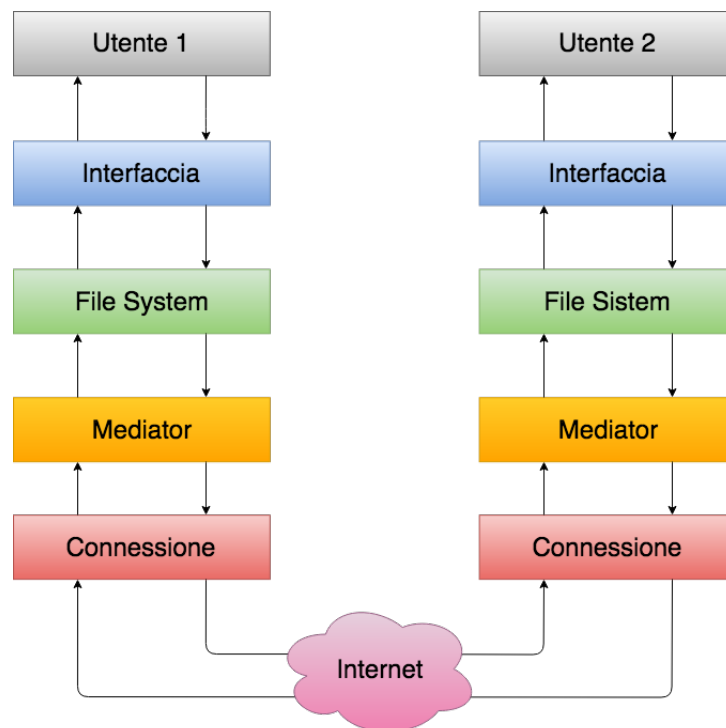 Utente 1
Utente 2
Interfaccia
Interfaccia
File System
File Sistem
Mediator
Mediator
Connessione
Connessione
Internet